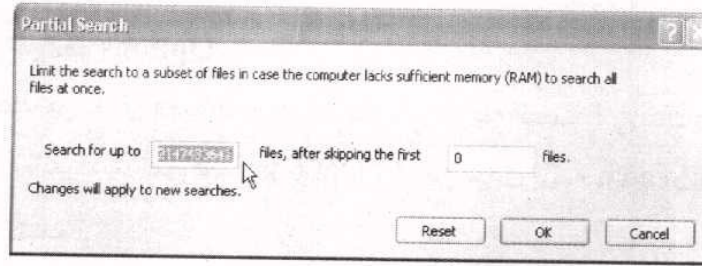 Partial Search
Limit the search to a subset of files in case the computer lacks sufficient memory (RAM) to search all
files at once.
Search for up to files, after skipping the first 0 files.
Changes will apply to new searches.
Reset OK Cancel